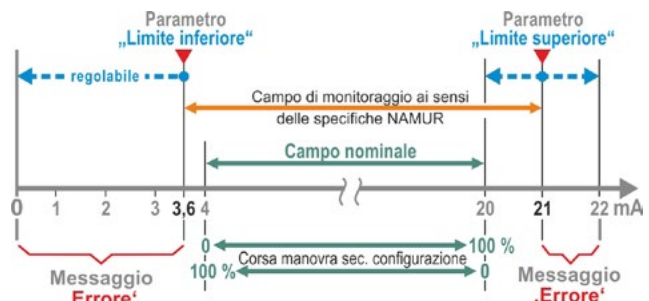 Parametro
„Limite inferiore“
Parametro
„Limite superiore“
regolabile
Campo di monitoraggio ai sensi
delle specifiche NAMUR
Campo nominale
0 1 2 3 3,6 4 20 21 22 mA
0 100 %
Corsa manovra sec. configurazione
100 % 0
Messaggio
‚Errore‘
Messaggio
‚Errore‘